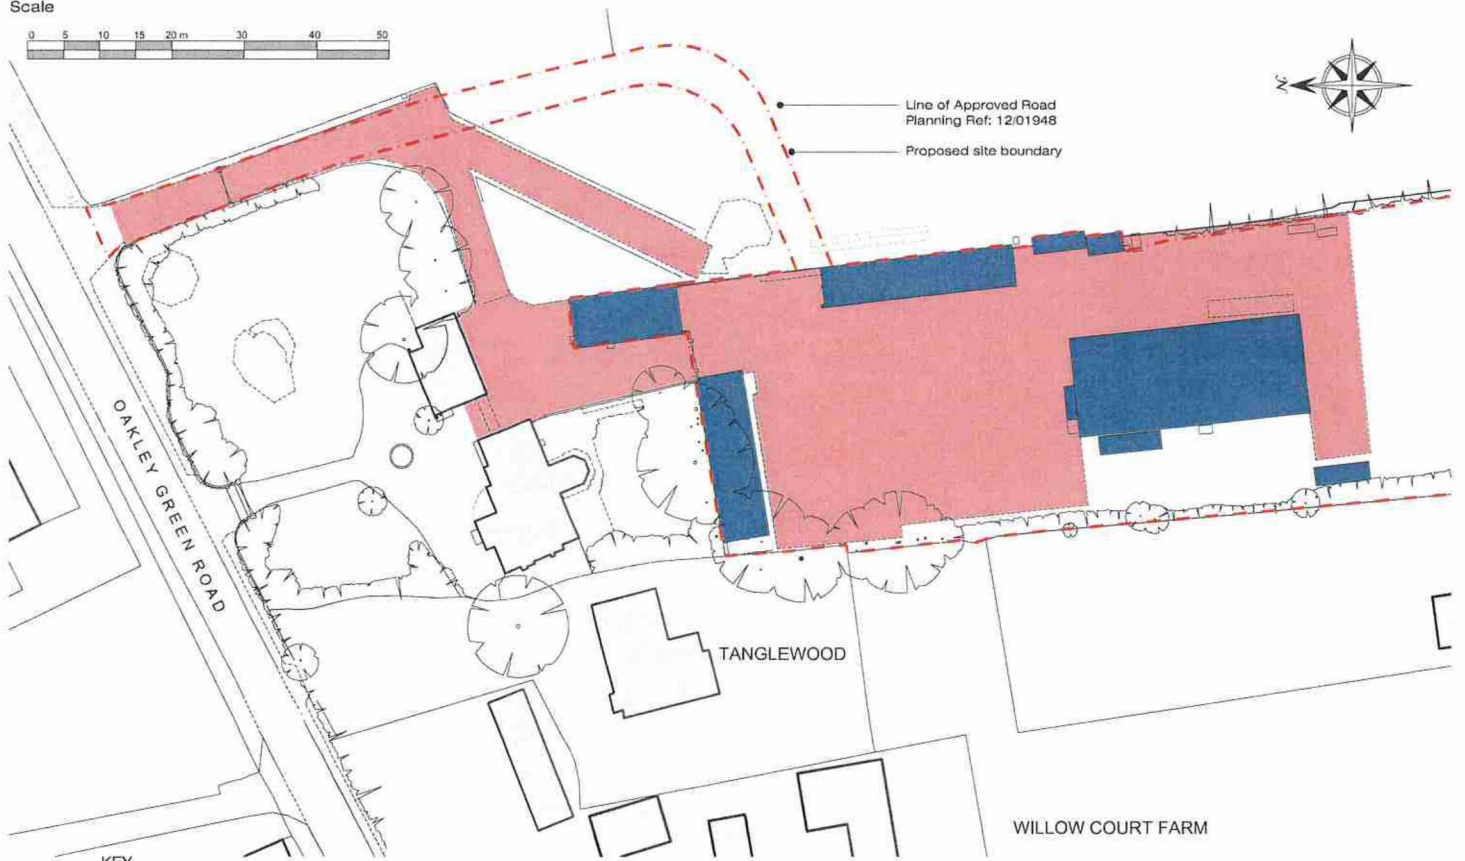 Scale
0 5 10 15 20 m 30 40 50
N
Line of Approved Road
Planning Ref: 12/01948
Proposed site boundary
OAKLEY GREEN ROAD
TANGLEWOOD
WILLOW COURT FARM
KEY